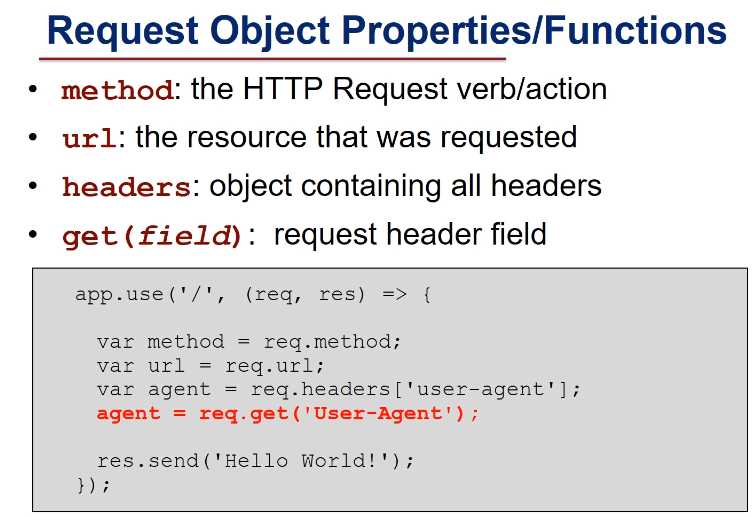 Request Object Properties/Functions
• method: the HTTP Request verb/action
• url: the resource that was requested
• headers: object containing all headers
• get(field): request header field
app.use('/', (req, res) => {
var method = req.method;
var url = req.url;
var agent = req.headers['user-agent'];
agent = req.get('User-Agent');
res.send('Hello World!');
});